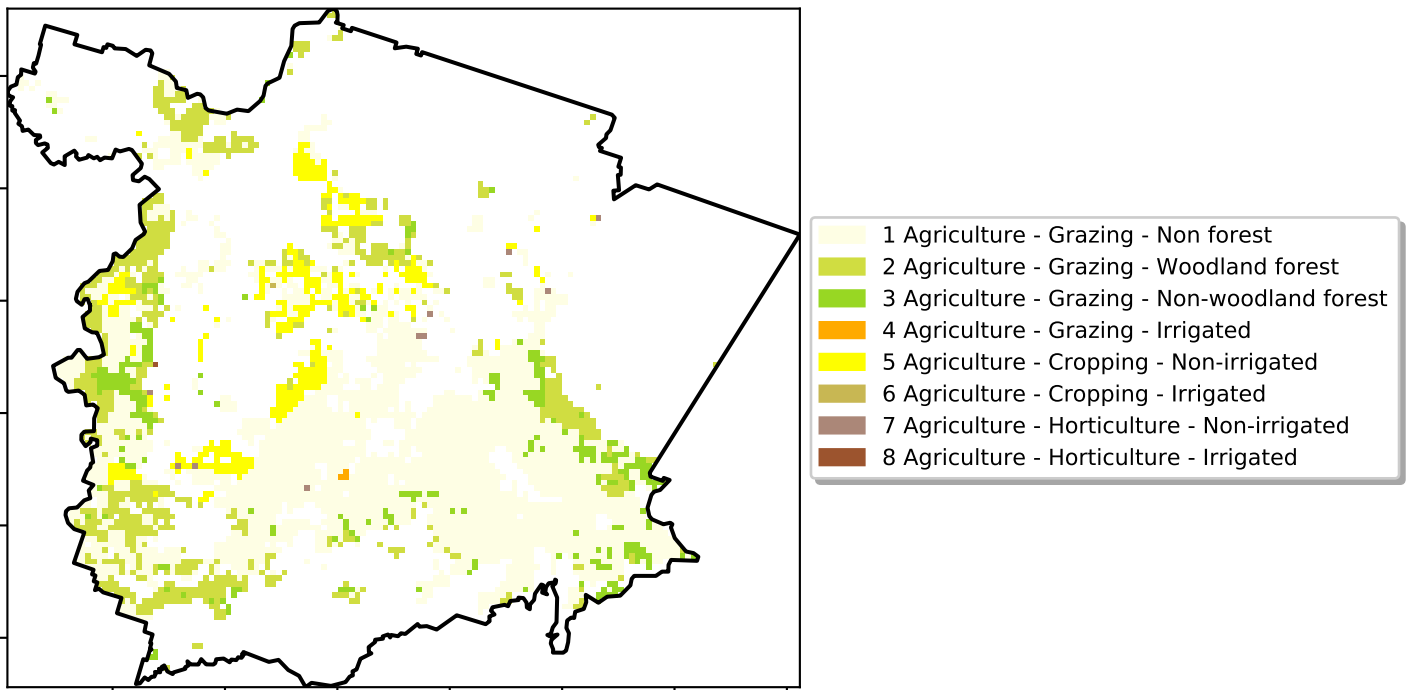 1 Agriculture - Grazing - Non forest
2 Agriculture - Grazing - Woodland forest
3 Agriculture - Grazing - Non-woodland forest
4 Agriculture - Grazing - Irrigated
5 Agriculture - Cropping - Non-irrigated
6 Agriculture - Cropping - Irrigated
7 Agriculture - Horticulture - Non-irrigated
8 Agriculture - Horticulture - Irrigated